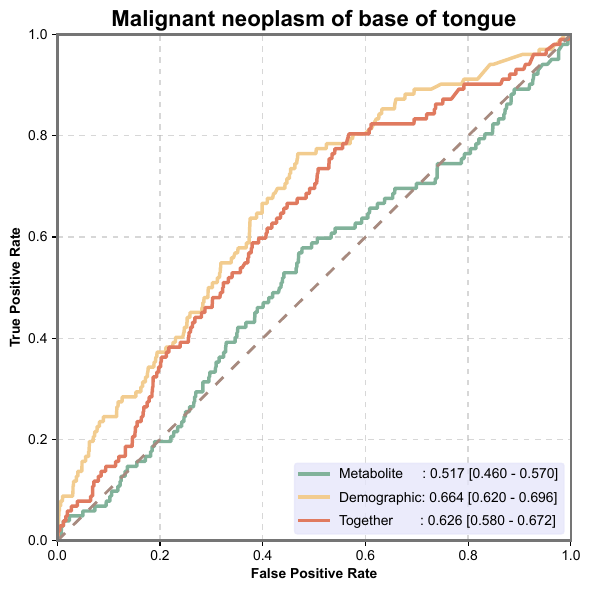 Malignant neoplasm of base of tongue
True Positive Rate
1.0
0.8
0.6
0.4
0.2
0.0
Metabolite : 0.517 [0.460 - 0.570]
Demographic: 0.664 [0.620 - 0.696]
Together : 0.626 [0.580 - 0.672]
0.0 0.2 0.4 0.6 0.8 1.0
False Positive Rate